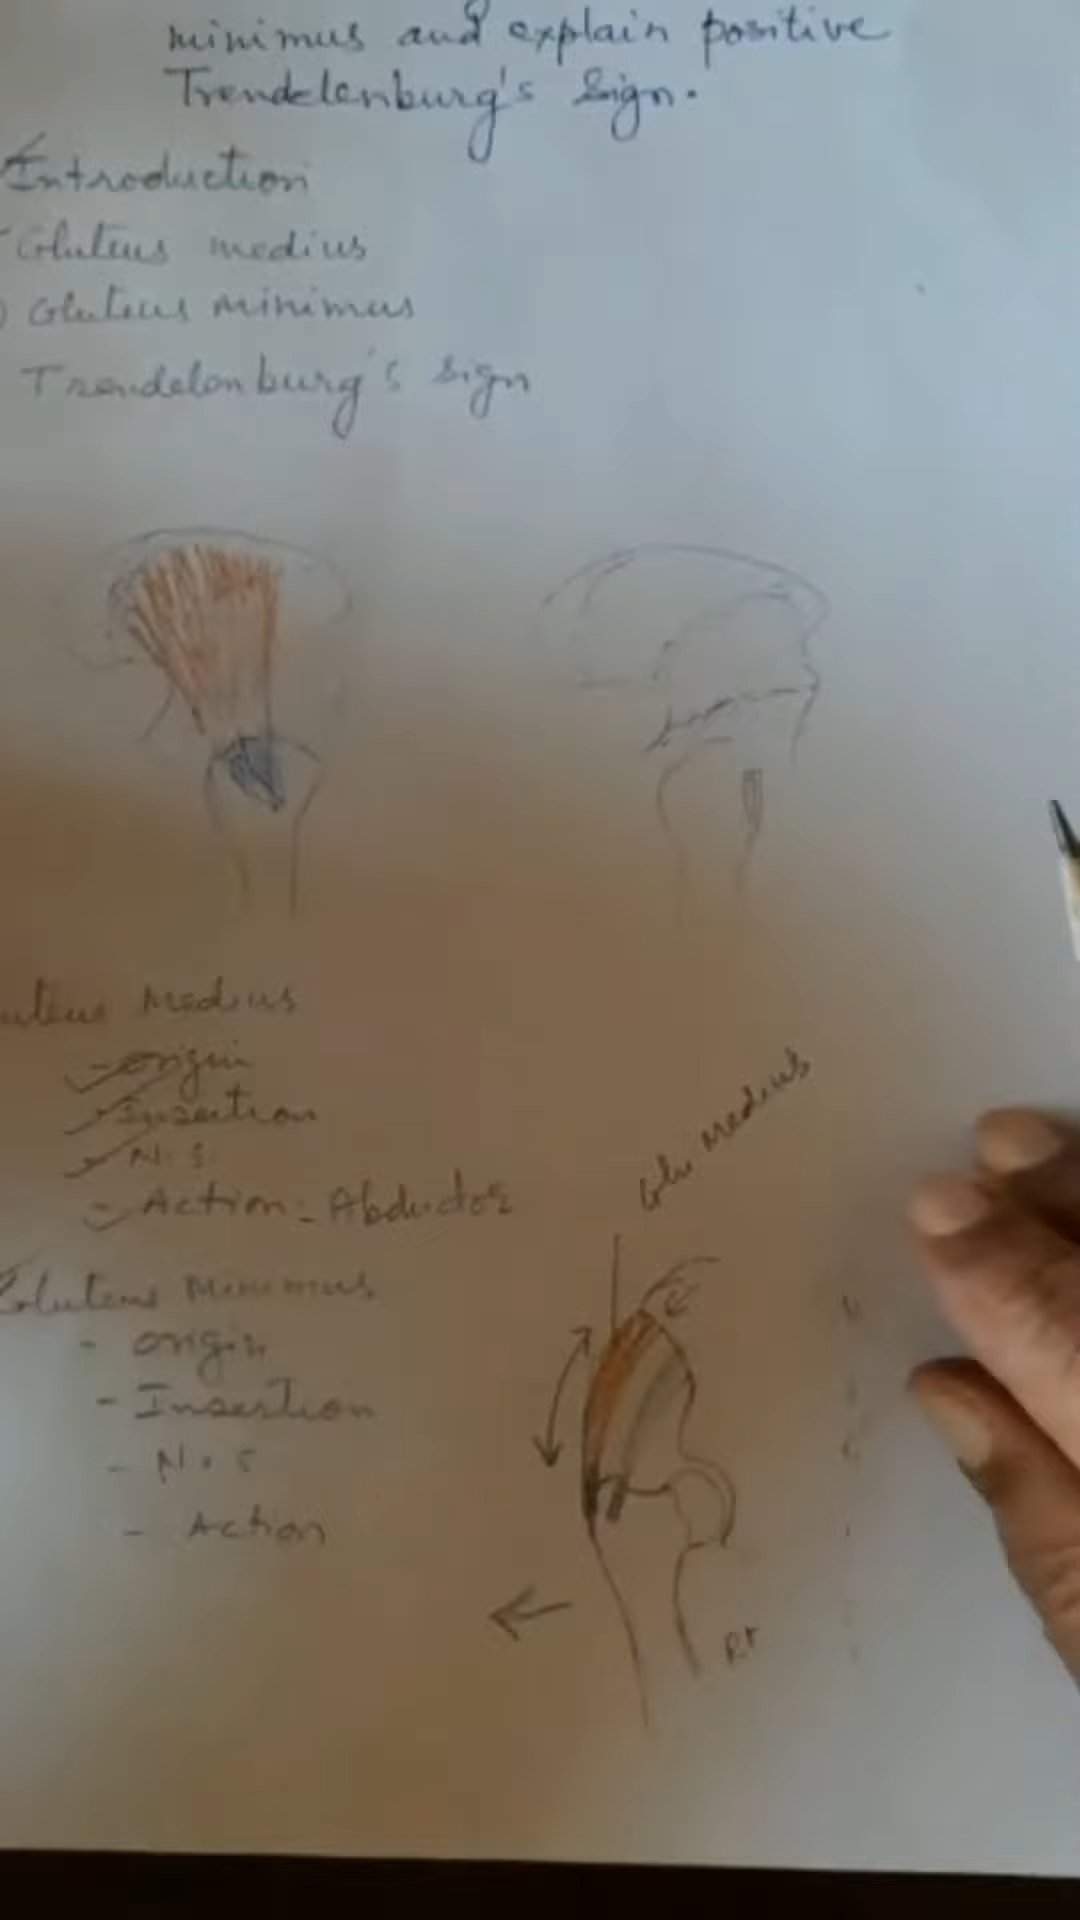 minimus and explain positive
Trendelenburg's Sign.
Introduction
Gluteus medius
Gluteus minimus
Trendelenburg's sign
uteus Medius
- origin
- Insertion
- N.S.
- Action - Abductor
Glu medius
Gluteus Minimus
- origin
- Insertion
- N.S
- Action
Rt